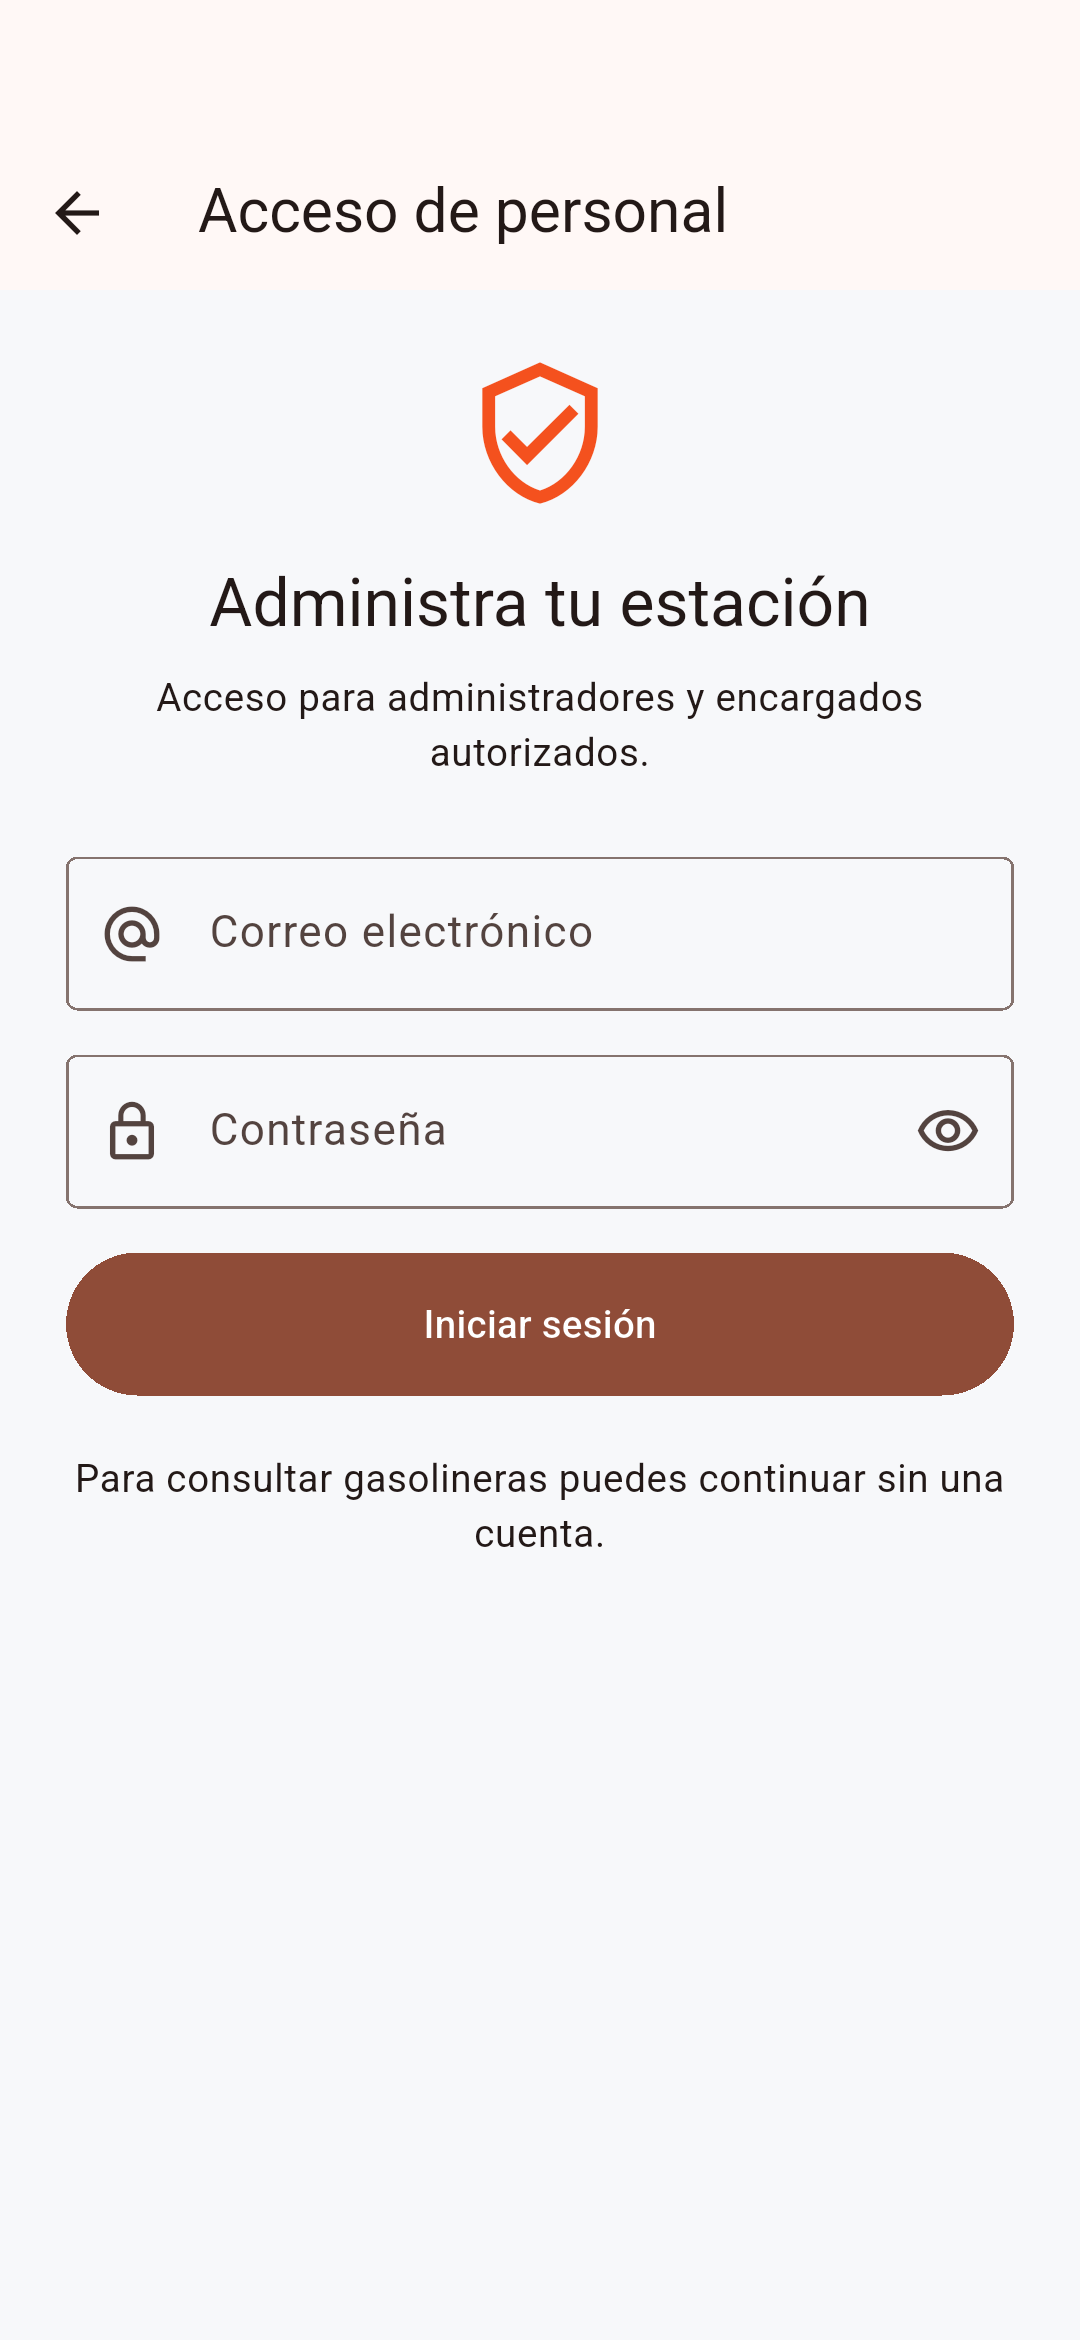 Acceso de personal
Administra tu estación
Acceso para administradores y encargados
autorizados.
Correo electrónico
Contraseña
Iniciar sesión
Para consultar gasolineras puedes continuar sin una
cuenta.